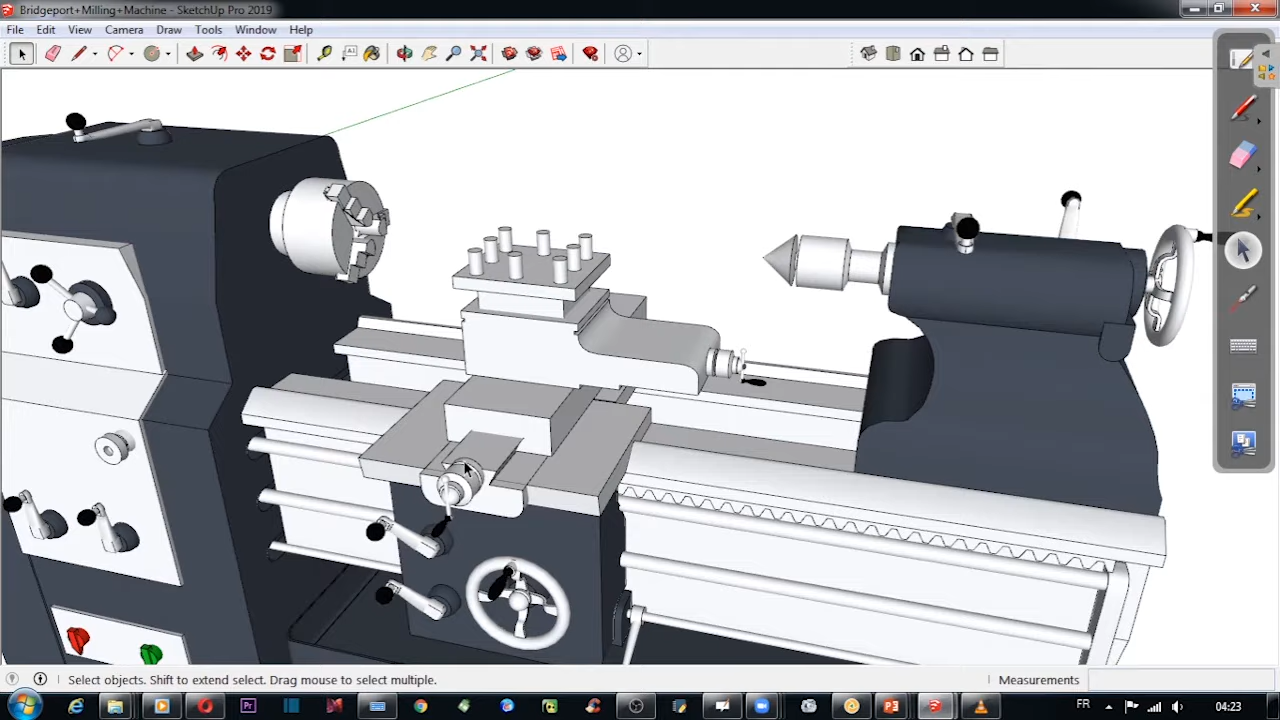 Bridgeport+Milling+Machine - SketchUp Pro 2019
File Edit View Camera Draw Tools Window Help
Select objects. Shift to extend select. Drag mouse to select multiple.
Measurements
FR
04:23